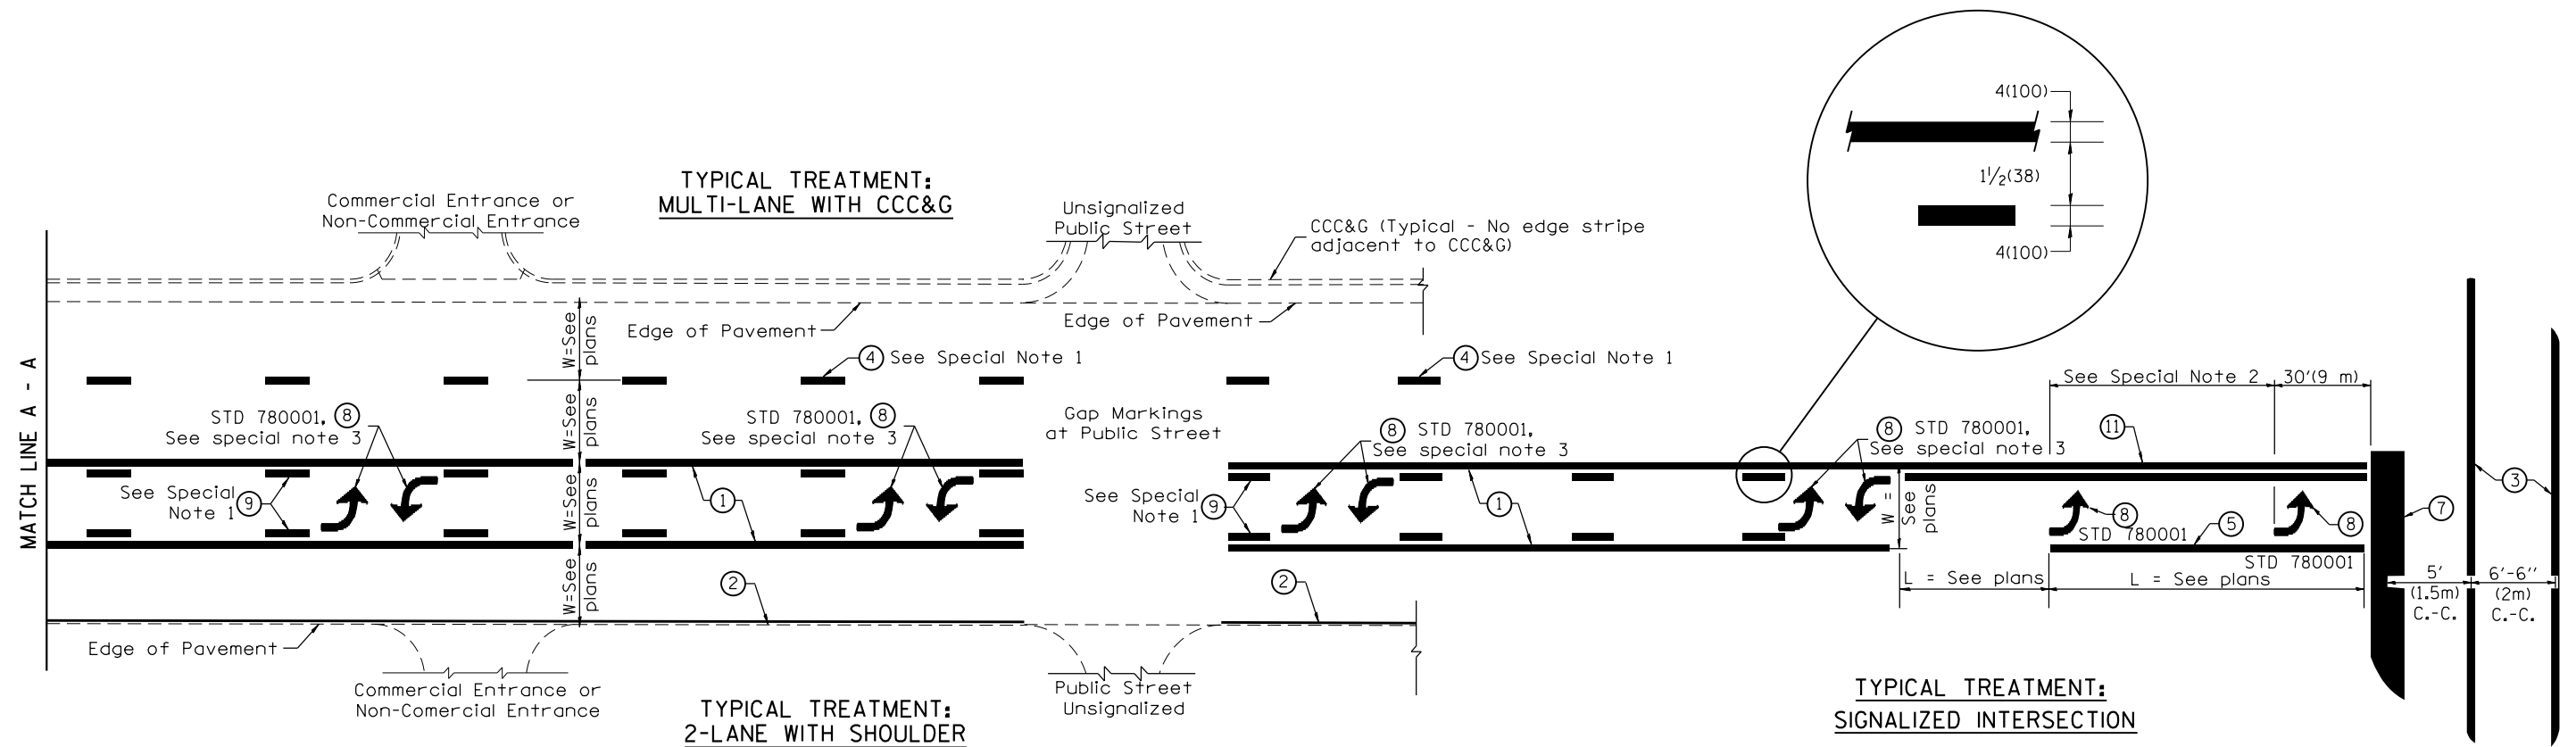 4(100)
1 1/2(38)
4(100)
TYPICAL TREATMENT:
MULTI-LANE WITH CCC&G
Commercial Entrance or
Non-Commercial Entrance
Unsignalized
Public Street
CCC&G (Typical - No edge stripe
adjacent to CCC&G)
Edge of Pavement
Edge of Pavement
MATCH LINE A - A
W=See
plans
W=See
plans
W=See
plans
W=See
plans
4 See Special Note 1
4 See Special Note 1
See Special Note 2
30'(9 m)
STD 780001, 8
See special note 3
STD 780001, 8
See special note 3
Gap Markings
at Public Street
8 STD 780001,
See special note 3
8 STD 780001,
See special note 3
11
See Special
Note 1
9
1
See Special
Note 1
9
1
W =
See
plans
8
STD 780001
5
8
STD 780001
7
3
2
2
L = See plans
L = See plans
5'
(1.5m)
C.-C.
6'-6''
(2m)
C.-C.
Edge of Pavement
Commercial Entrance or
Non-Comercial Entrance
Public Street
Unsignalized
TYPICAL TREATMENT:
2-LANE WITH SHOULDER
TYPICAL TREATMENT:
SIGNALIZED INTERSECTION